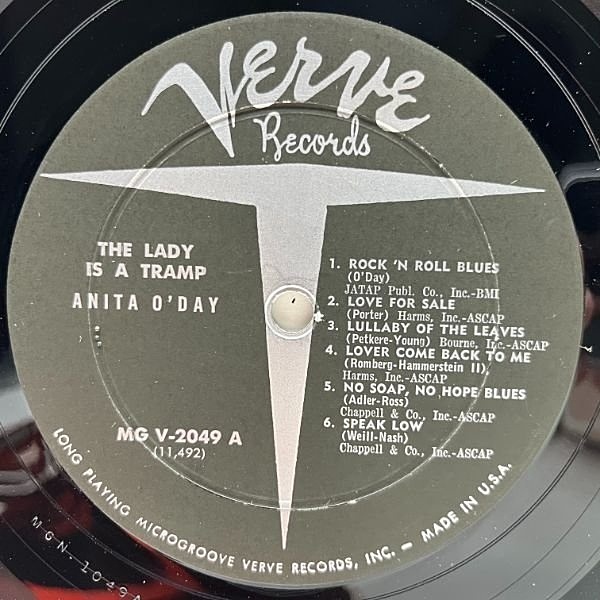 Verve
Records
THE LADY
IS A TRAMP
ANITA O'DAY
MG V-2049 A
(11,492)
1. ROCK 'N ROLL BLUES
(O'Day)
JATAP Publ. Co., Inc.-BMI
2. LOVE FOR SALE
(Porter) Harms, Inc.-ASCAP
3. LULLABY OF THE LEAVES
(Petkere-Young) Bourne, Inc.-ASCAP
4. LOVER COME BACK TO ME
(Romberg-Hammerstein II)
Harms, Inc.-ASCAP
5. NO SOAP, NO HOPE BLUES
(Adler-Ross)
Chappell & Co., Inc.-ASCAP
6. SPEAK LOW
(Weill-Nash)
Chappell & Co., Inc.-ASCAP
LONG PLAYING MICROGROOVE VERVE RECORDS, INC. – MADE IN U.S.A.
MGN-1049A